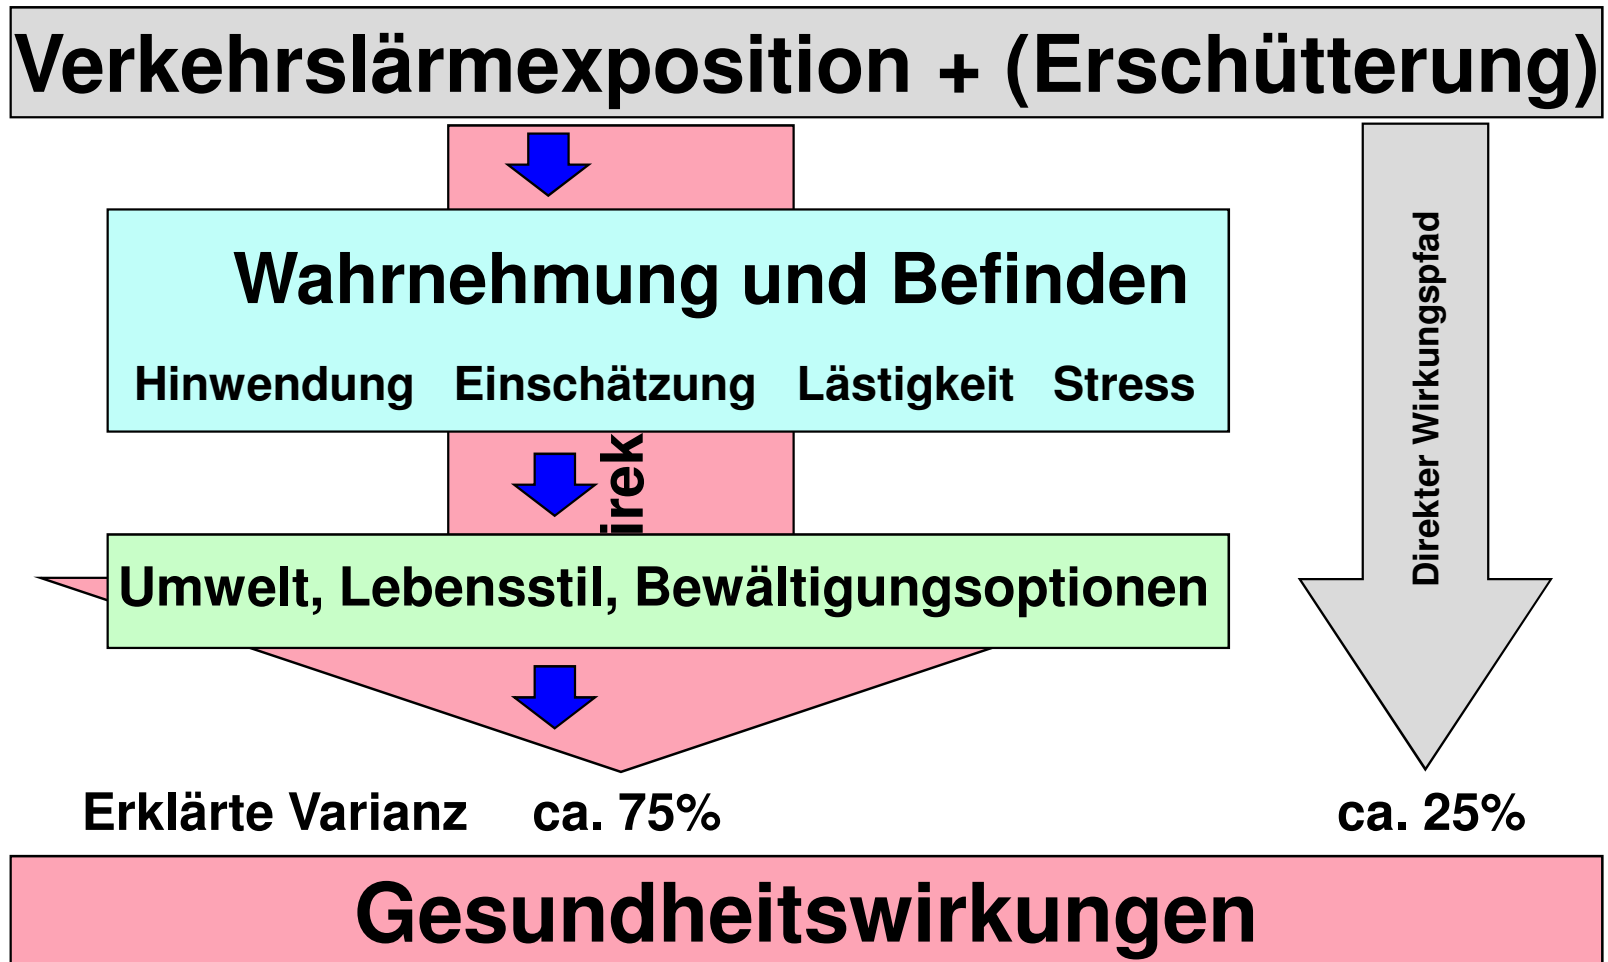 Verkehrslärmexposition + (Erschütterung)
Wahrnehmung und Befinden
Hinwendung Einschätzung Lästigkeit Stress
Umwelt, Lebensstil, Bewältigungsoptionen
Direkter Wirkungspfad
Erklärte Varianz ca. 75% ca. 25%
Gesundheitswirkungen